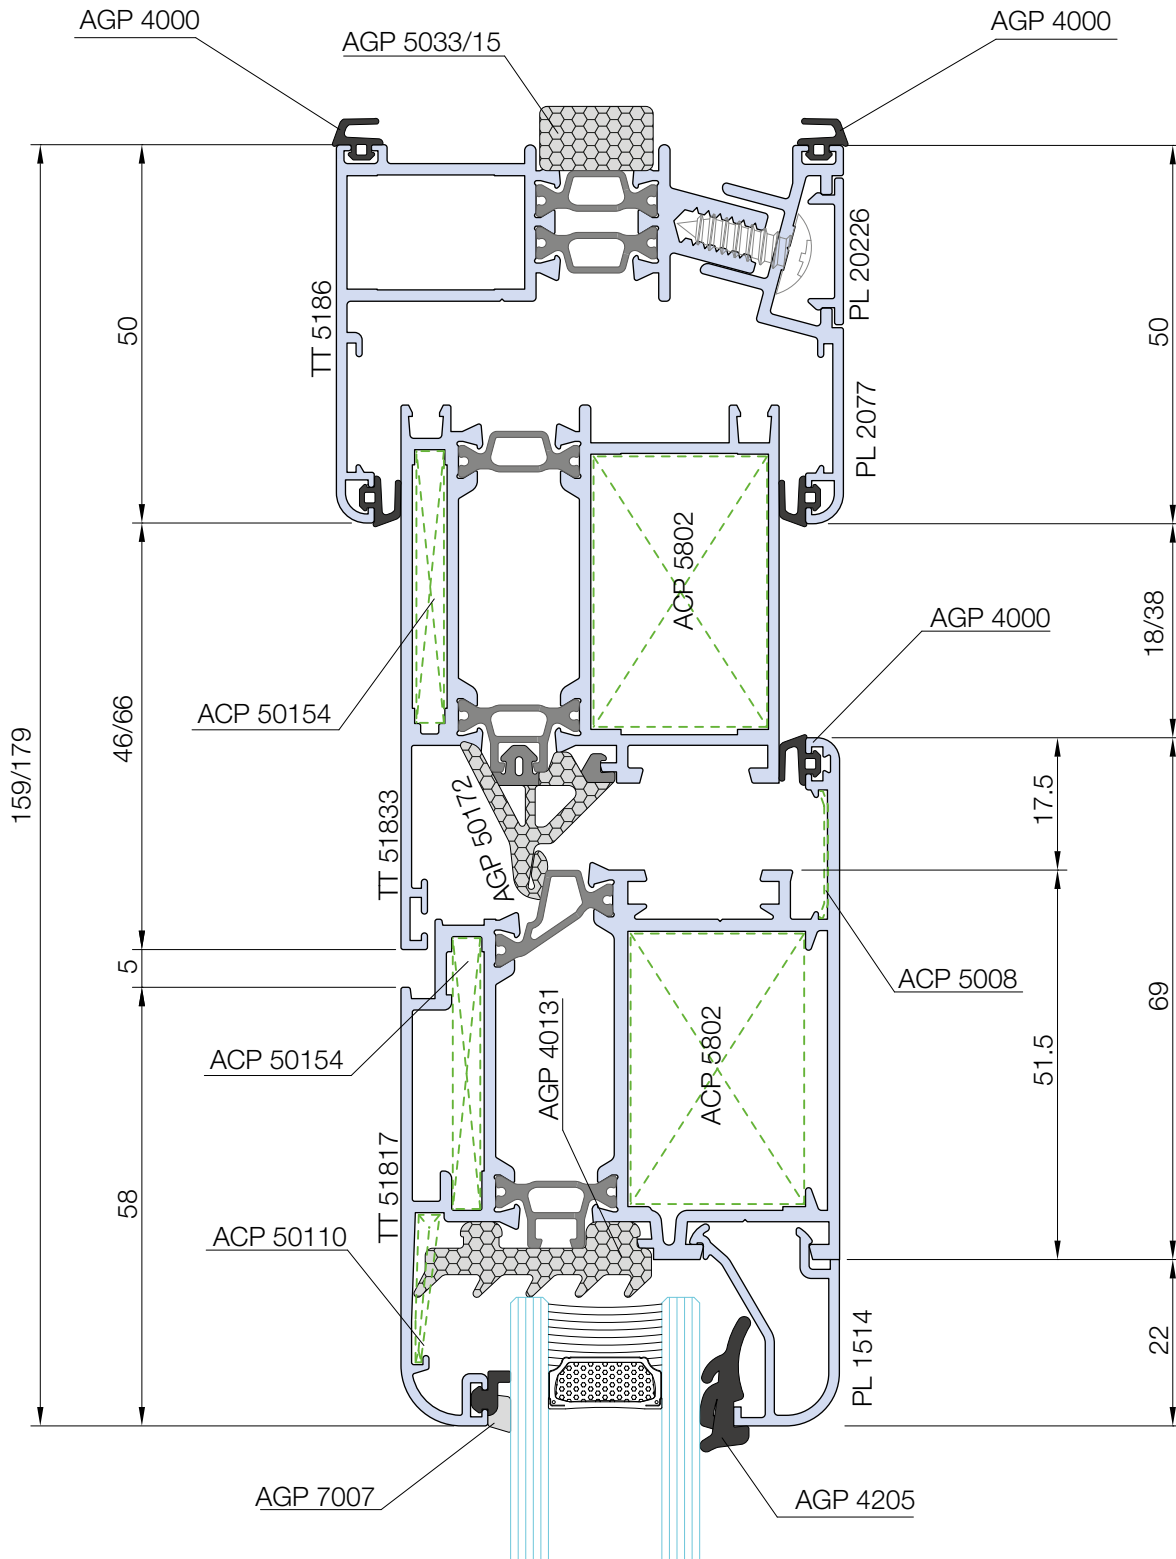 AGP 4000
AGP 5033/15
AGP 4000
50
TT 5186
PL 20226
50
PL 2077
ACP 5802
18/38
AGP 4000
ACP 50154
46/66
159/179
17.5
AGP 50172
TT 51833
5
ACP 5008
69
AGP 40131
ACP 50154
ACP 5802
51.5
58
TT 51817
ACP 50110
PL 1514
22
AGP 7007
AGP 4205